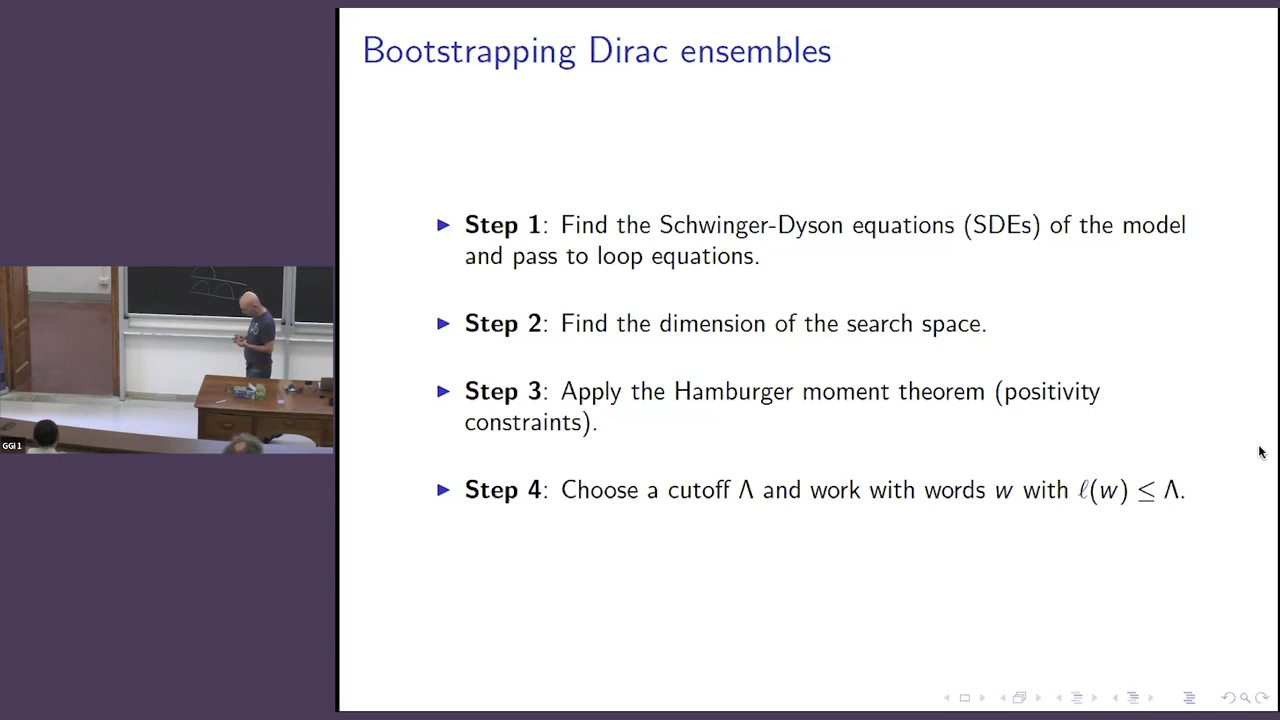 Bootstrapping Dirac ensembles
▶ Step 1: Find the Schwinger-Dyson equations (SDEs) of the model
and pass to loop equations.
▶ Step 2: Find the dimension of the search space.
▶ Step 3: Apply the Hamburger moment theorem (positivity
constraints).
▶ Step 4: Choose a cutoff Λ and work with words w with ℓ(w) ≤ Λ.
GGI 1